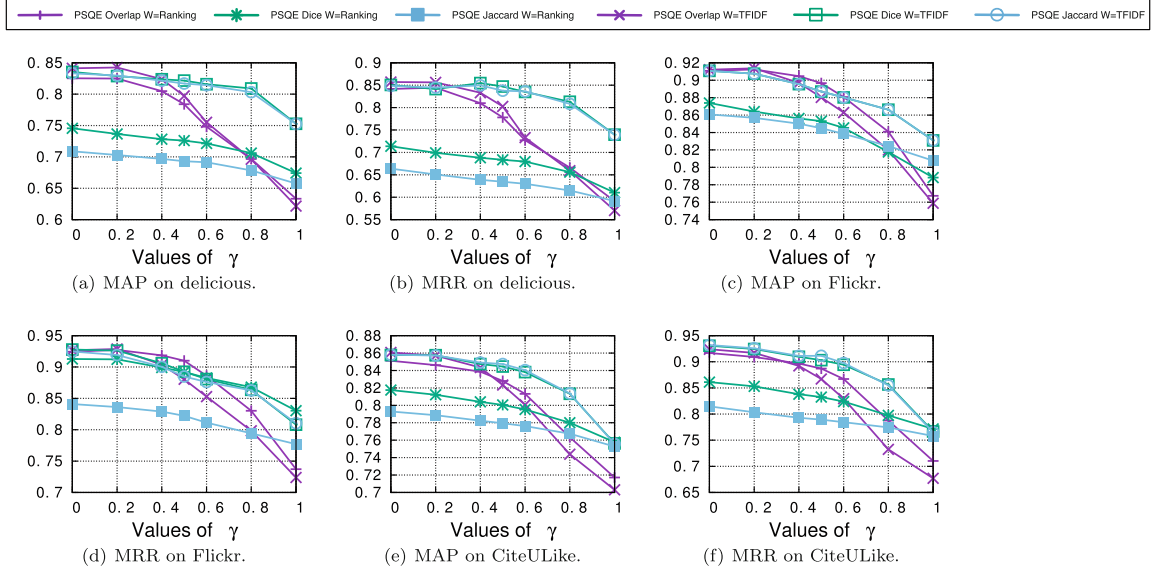 PSQE Overlap W=Ranking PSQE Dice W=Ranking PSQE Jaccard W=Ranking PSQE Overlap W=TFIDF PSQE Dice W=TFIDF PSQE Jaccard W=TFIDF
0.85
0.8
0.75
0.7
0.65
0.6
0 0.2 0.4 0.6 0.8 1
Values of γ
(a) MAP on delicious.
0.9
0.85
0.8
0.75
0.7
0.65
0.6
0.55
0 0.2 0.4 0.6 0.8 1
Values of γ
(b) MRR on delicious.
0.92
0.9
0.88
0.86
0.84
0.82
0.8
0.78
0.76
0.74
0 0.2 0.4 0.6 0.8 1
Values of γ
(c) MAP on Flickr.
0.95
0.9
0.85
0.8
0.75
0.7
0 0.2 0.4 0.6 0.8 1
Values of γ
(d) MRR on Flickr.
0.88
0.86
0.84
0.82
0.8
0.78
0.76
0.74
0.72
0.7
0 0.2 0.4 0.6 0.8 1
Values of γ
(e) MAP on CiteULike.
0.95
0.9
0.85
0.8
0.75
0.7
0.65
0 0.2 0.4 0.6 0.8 1
Values of γ
(f) MRR on CiteULike.